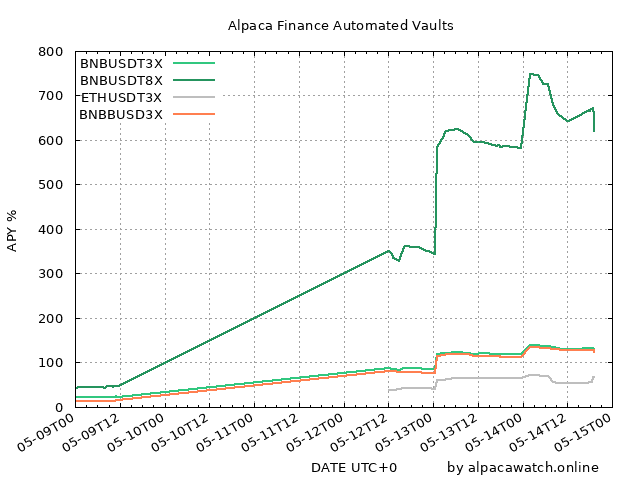 Alpaca Finance Automated Vaults
800
700
600
500
400
300
200
100
0
APY %
BNBUSDT3X
BNBUSDT8X
ETHUSDT3X
BNBBUSD3X
05-09T00
05-09T12
05-10T00
05-10T12
05-11T00
05-11T12
05-12T00
05-12T12
05-13T00
05-13T12
05-14T00
05-14T12
05-15T00
DATE UTC+0
by alpacawatch.online